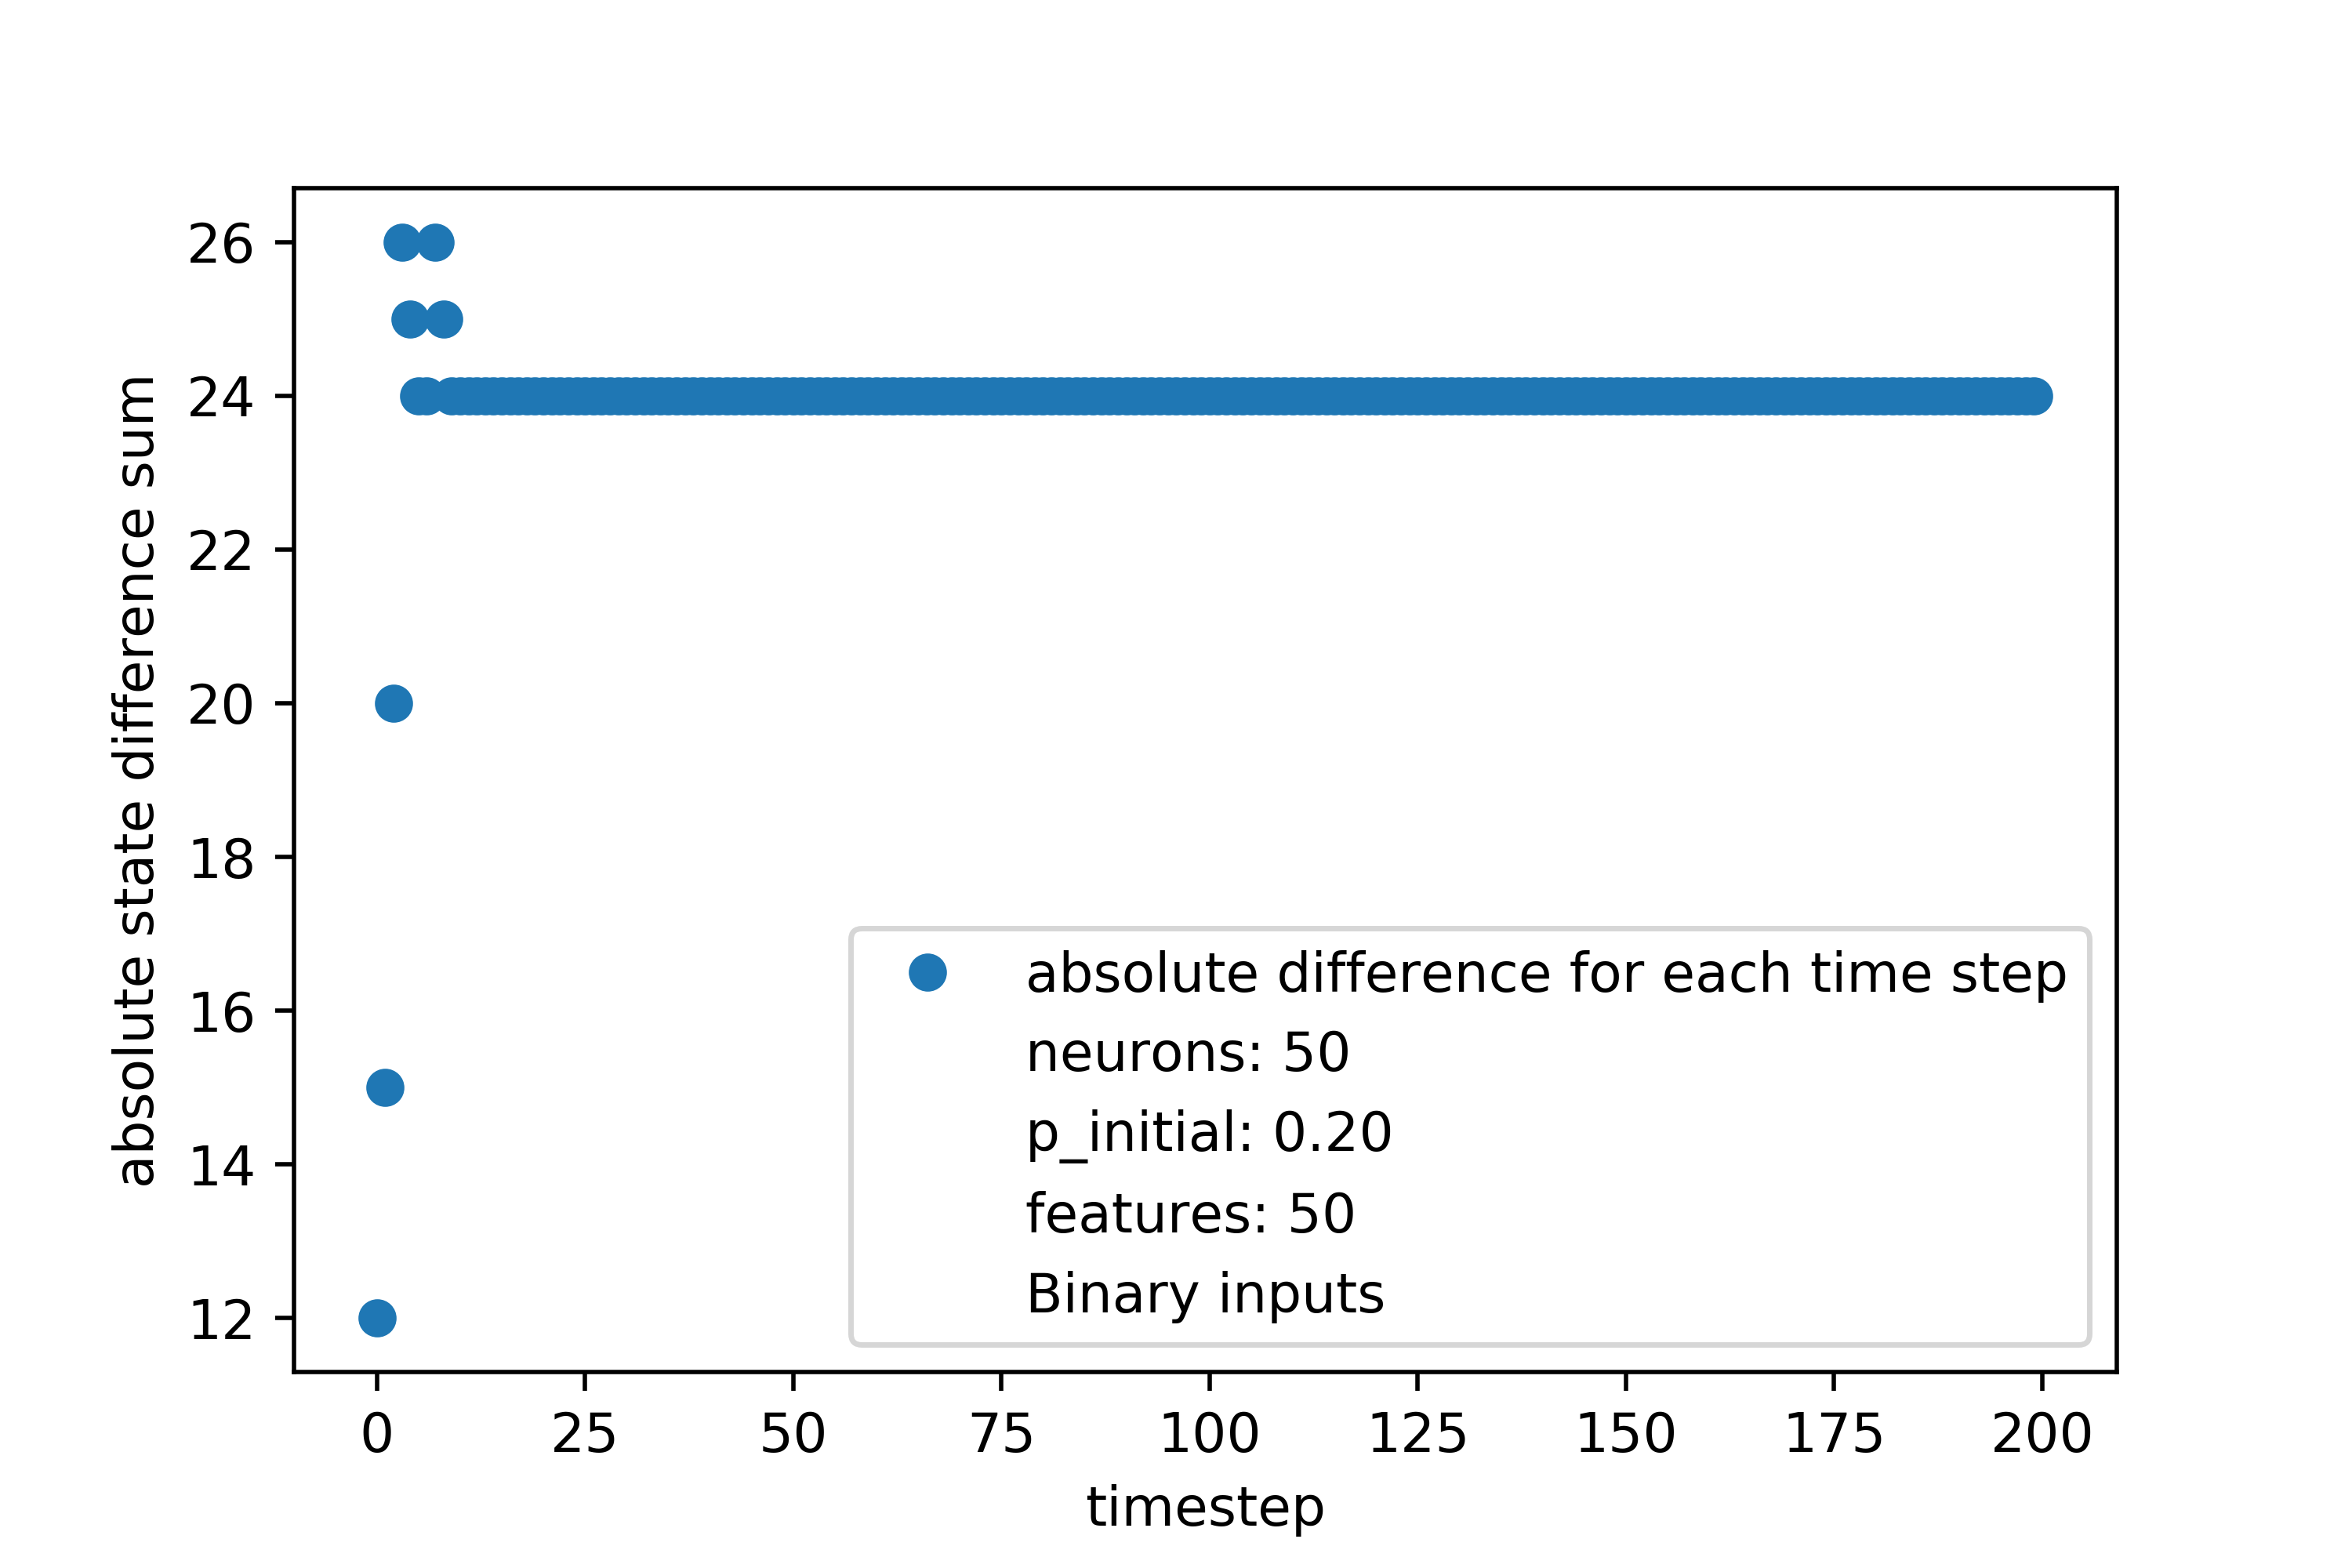 26
24
22
20
18
16
14
12
absolute state difference sum
absolute difference for each time step
neurons: 50
p_initial: 0.20
features: 50
Binary inputs
0 25 50 75 100 125 150 175 200
timestep